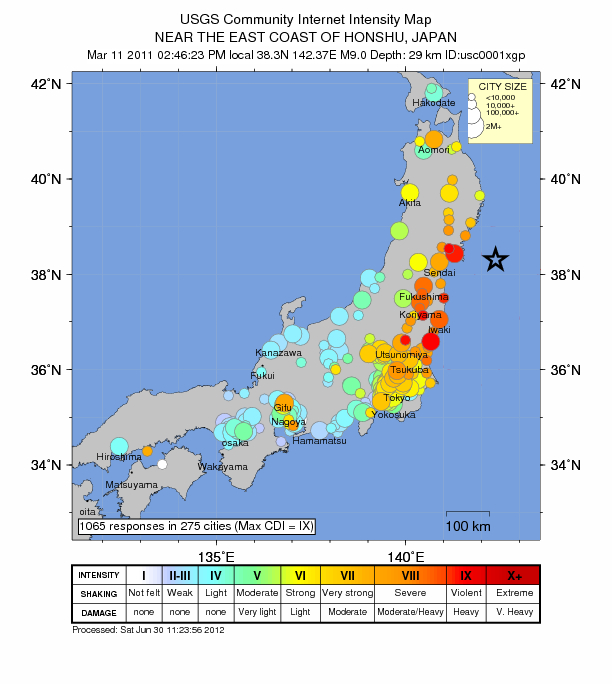 USGS Community Internet Intensity Map
NEAR THE EAST COAST OF HONSHU, JAPAN
Mar 11 2011 02:46:23 PM local 38.3N 142.37E M9.0 Depth: 29 km ID:usc0001xgp
42°N 42°N
CITY SIZE
<10,000
10,000+
100,000+
2M+
Hakodate
Aomori
40°N 40°N
Akita
38°N 38°N
Sendai
Fukushima
Koriyama
Iwaki
Kanazawa
Utsunomiya
36°N 36°N
Fukui
Tsukuba
Gifu
Tokyo
Nagoya
Yokosuka
osaka
Hamamatsu
Hiroshima
34°N 34°N
Wakayama
Matsuyama
oita
1065 responses in 275 cities (Max CDI = IX)
100 km
135°E 140°E
INTENSITY I II-III IV V VI VII VIII IX X+
SHAKING Not felt Weak Light Moderate Strong Very strong Severe Violent Extreme
DAMAGE none none none Very light Light Moderate Moderate/Heavy Heavy V. Heavy
Processed: Sat Jun 30 11:23:56 2012